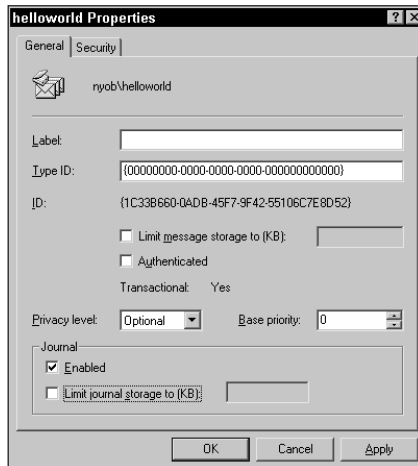 helloworld Properties
General Security
nyob\helloworld
Label:
Type ID: {00000000-0000-0000-0000-000000000000}
ID: {1C33B660-0ADB-45F7-9F42-55106C7E8D52}
Limit message storage to (KB):
Authenticated
Transactional: Yes
Privacy level: Optional Base priority: 0
Journal
Enabled
Limit journal storage to (KB):
OK Cancel Apply